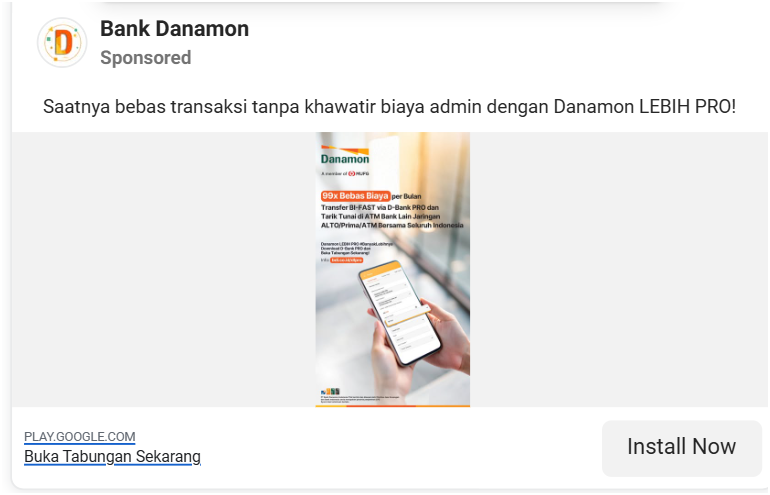 Bank Danamon
Sponsored
Saatnya bebas transaksi tanpa khawatir biaya admin dengan Danamon LEBIH PRO!
Danamon
A member of MUFG
99x Bebas Biaya per Bulan
Transfer BI-FAST via D-Bank PRO dan
Tarik Tunai di ATM Bank Lain Jaringan
ALTO/Prima/ATM Bersama Seluruh Indonesia
Danamon LEBIH PRO #BanyakLebihnya
Download D-Bank PRO dan
Buka Tabungan Sekarang!
PLAY.GOOGLE.COM
Buka Tabungan Sekarang
Install Now